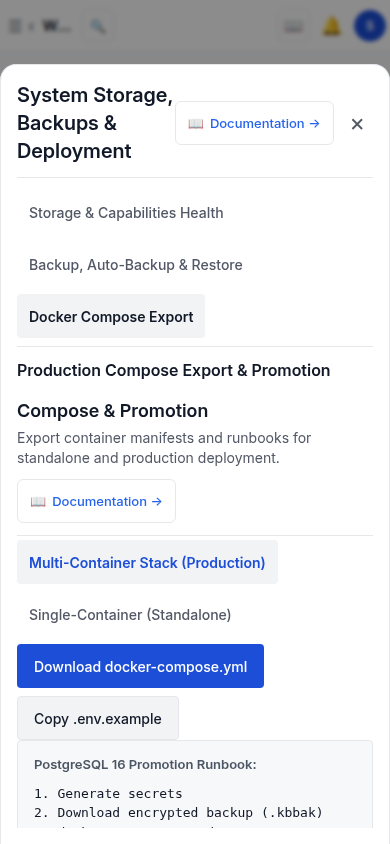 W...
S
System Storage,
Backups &
Deployment
Documentation →
Storage & Capabilities Health
Backup, Auto-Backup & Restore
Docker Compose Export
Production Compose Export & Promotion
Compose & Promotion
Export container manifests and runbooks for
standalone and production deployment.
Documentation →
Multi-Container Stack (Production)
Single-Container (Standalone)
Download docker-compose.yml
Copy .env.example
PostgreSQL 16 Promotion Runbook:
1. Generate secrets
2. Download encrypted backup (.kbbak)